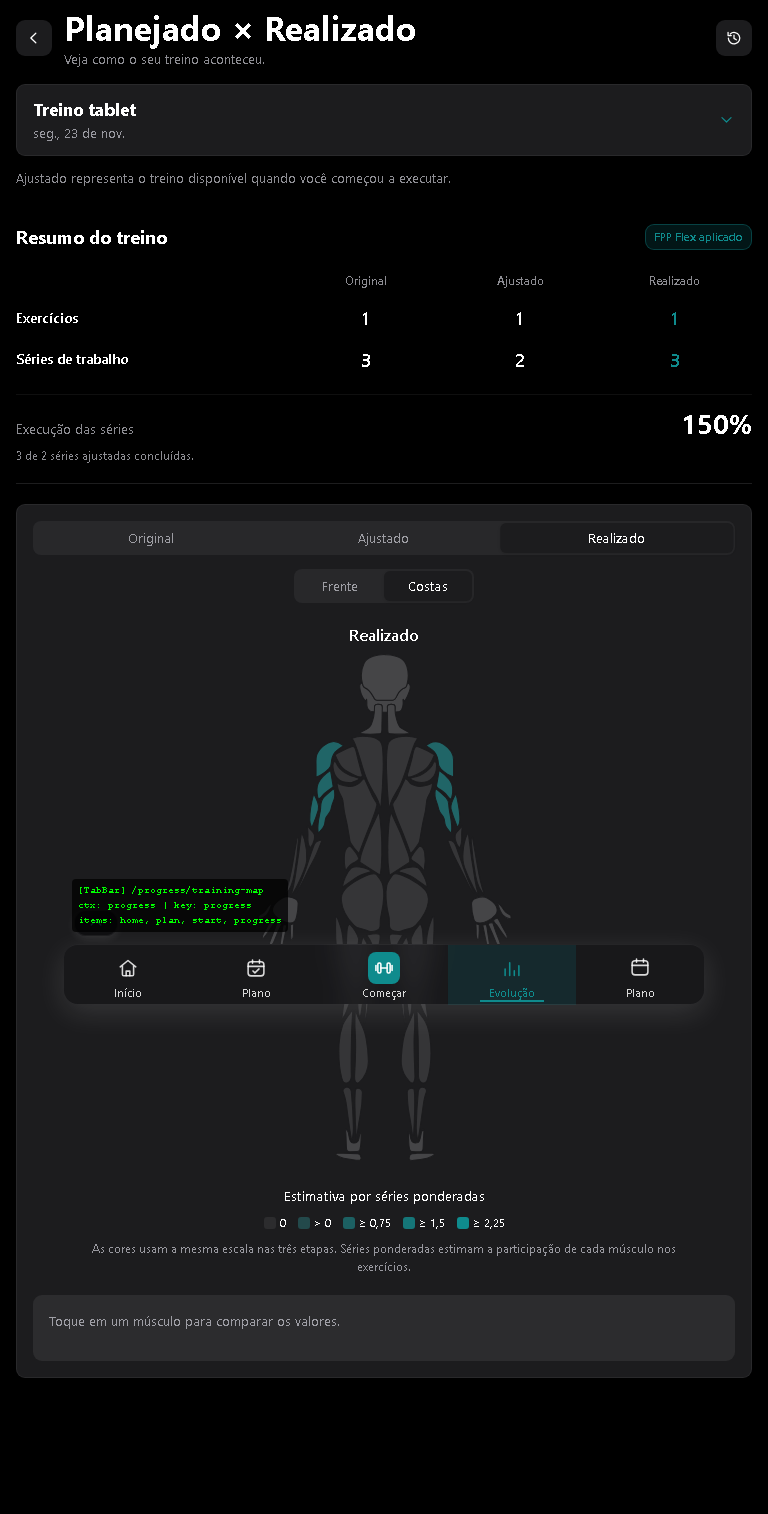 Planejado × Realizado
Veja como o seu treino aconteceu.
Treino tablet
seg., 23 de nov.
Ajustado representa o treino disponível quando você começou a executar.
Resumo do treino
FPP Flex aplicado
Original Ajustado Realizado
Exercícios 1 1 1
Séries de trabalho 3 2 3
Execução das séries 150%
3 de 2 séries ajustadas concluídas.
Original Ajustado Realizado
Frente Costas
Realizado
[TabBar] /progress/training-map
ctx: progress | key: progress
items: home, plan, start, progress
Início Plano Começar Evolução Plano
Estimativa por séries ponderadas
0 > 0 ≥ 0,75 ≥ 1,5 ≥ 2,25
As cores usam a mesma escala nas três etapas. Séries ponderadas estimam a participação de cada músculo nos
exercícios.
Toque em um músculo para comparar os valores.